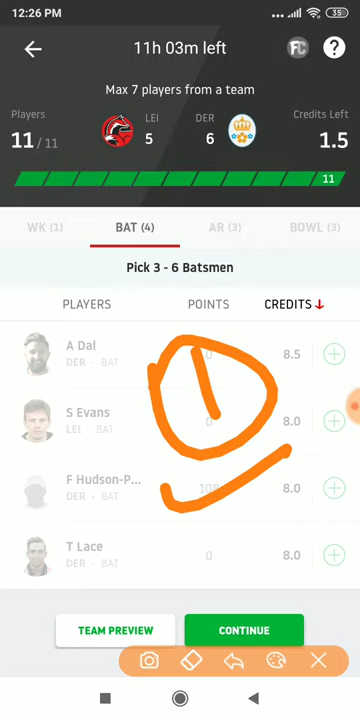 12:26 PM 35
11h 03m left FC ?
Max 7 players from a team
Players LEI DER Credits Left
11 / 11 5 6 1.5
11
WK (1) BAT (4) AR (3) BOWL (3)
Pick 3 - 6 Batsmen
PLAYERS POINTS CREDITS
A Dal
DER - BAT 0 8.5
S Evans
LEI - BAT 0 8.0
F Hudson-P...
DER - BAT 108 8.0
T Lace
DER - BAT 0 8.0
TEAM PREVIEW CONTINUE